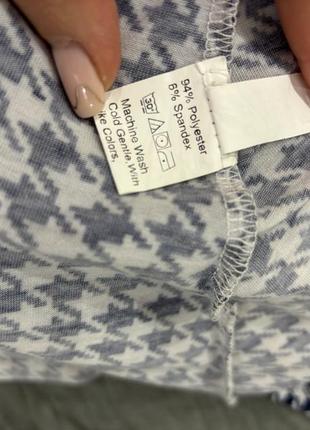 94% Polyester
6% Spandex
30°
Machine Wash
Cold Gentle, With
like Colors,